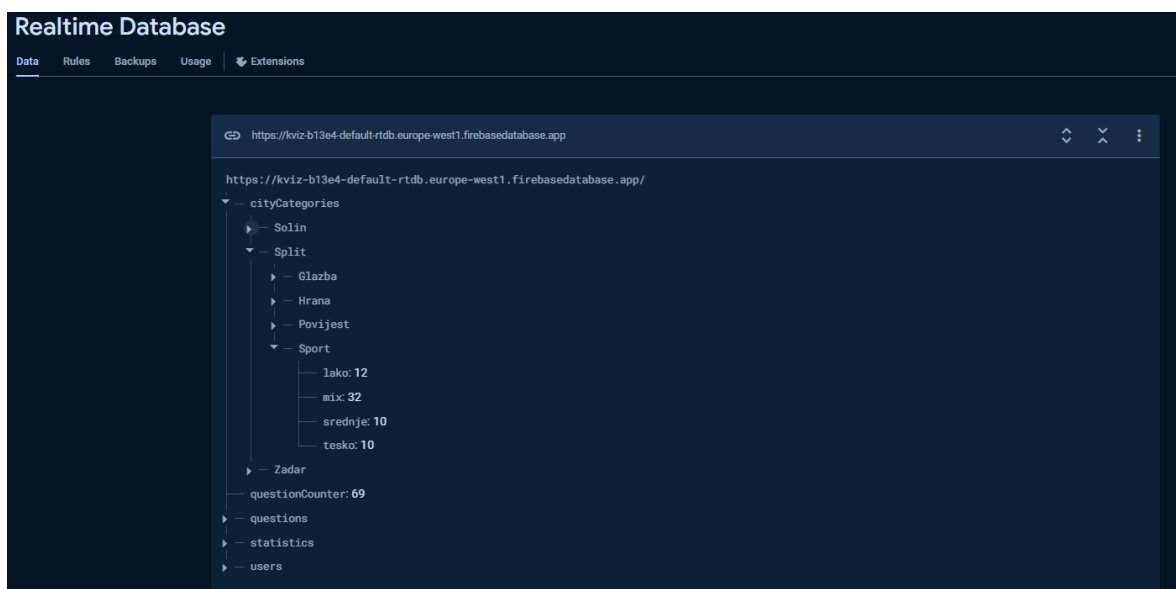 Realtime Database
Data Rules Backups Usage Extensions
https://kviz-b13e4-default-rtdb.europe-west1.firebasedatabase.app
https://kviz-b13e4-default-rtdb.europe-west1.firebasedatabase.app/
cityCategories
Solin
Split
Glazba
Hrana
Povijest
Sport
lako: 12
mix: 32
srednje: 10
tesko: 10
Zadar
questionCounter: 69
questions
statistics
users